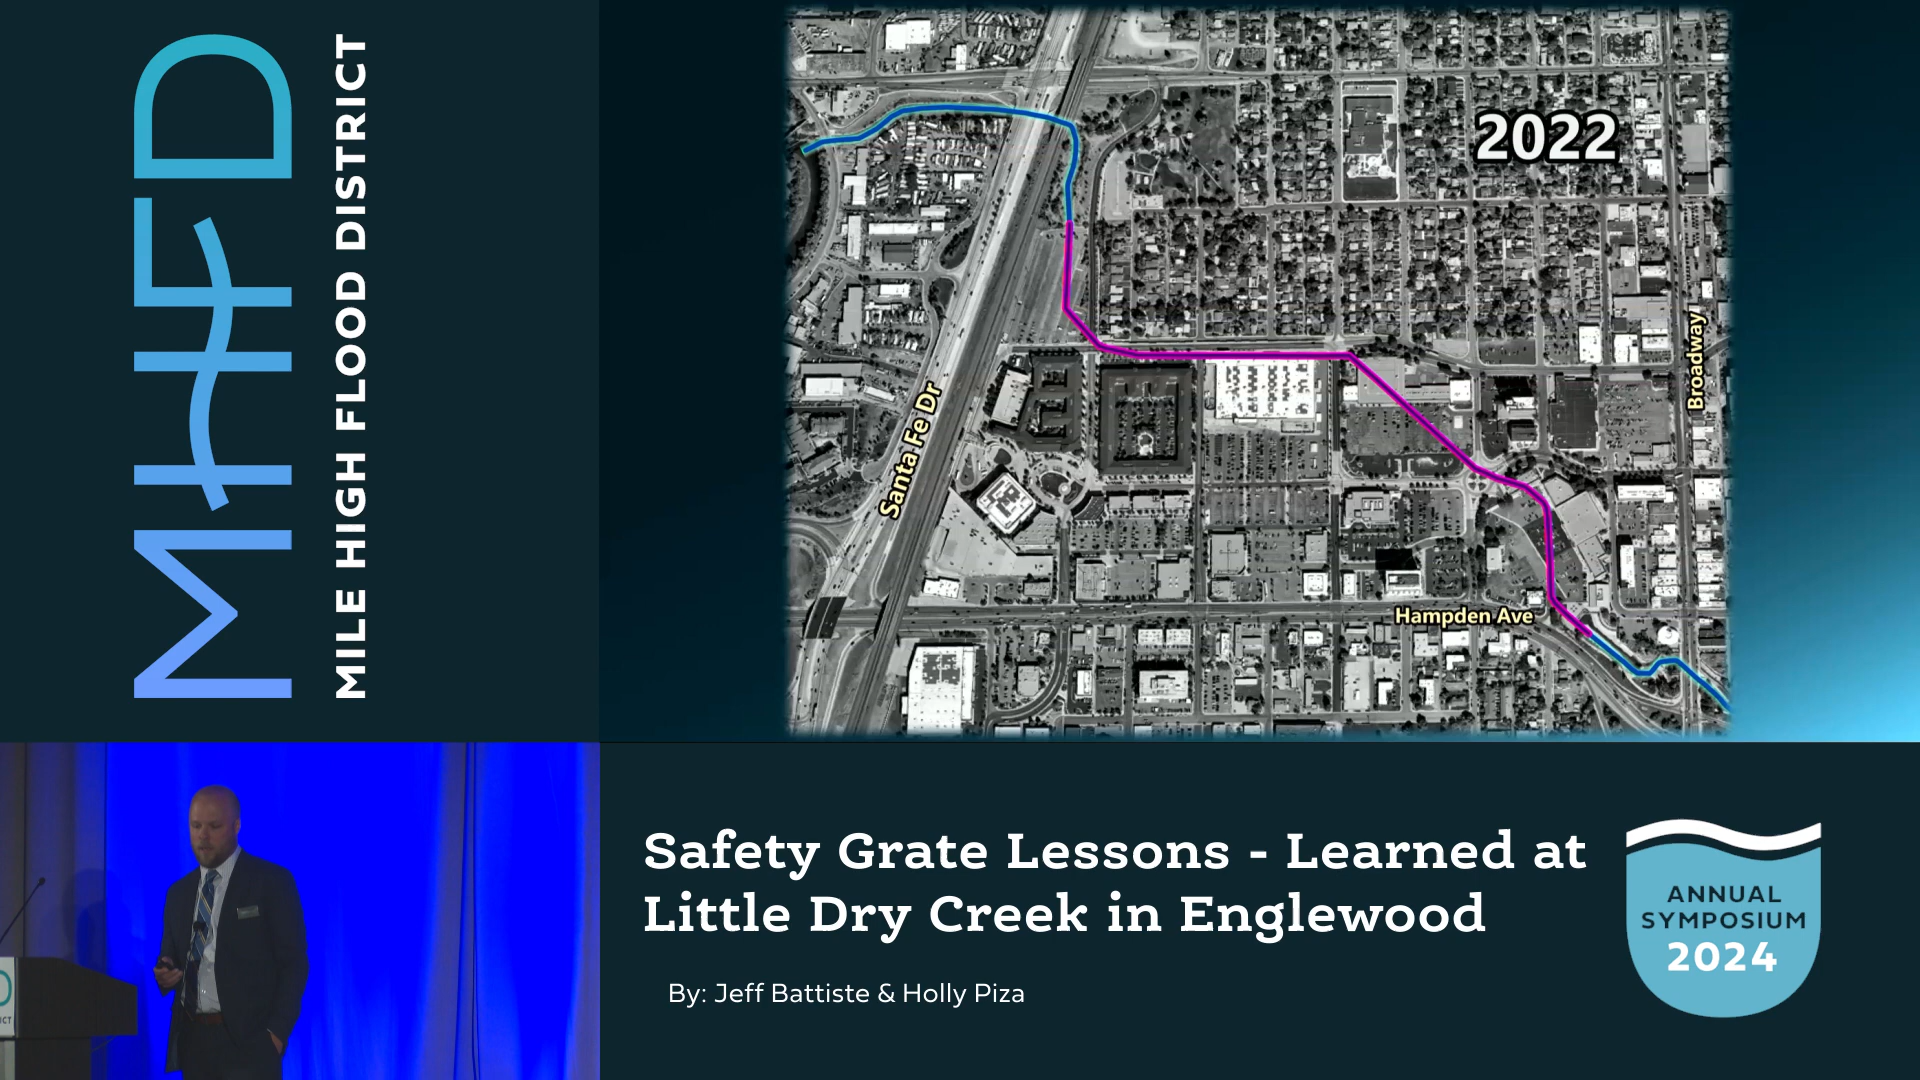 MHFD
MILE HIGH FLOOD DISTRICT
2022
Broadway
Santa Fe Dr
Hampden Ave
Safety Grate Lessons - Learned at
Little Dry Creek in Englewood
By: Jeff Battiste & Holly Piza
ANNUAL
SYMPOSIUM
2024